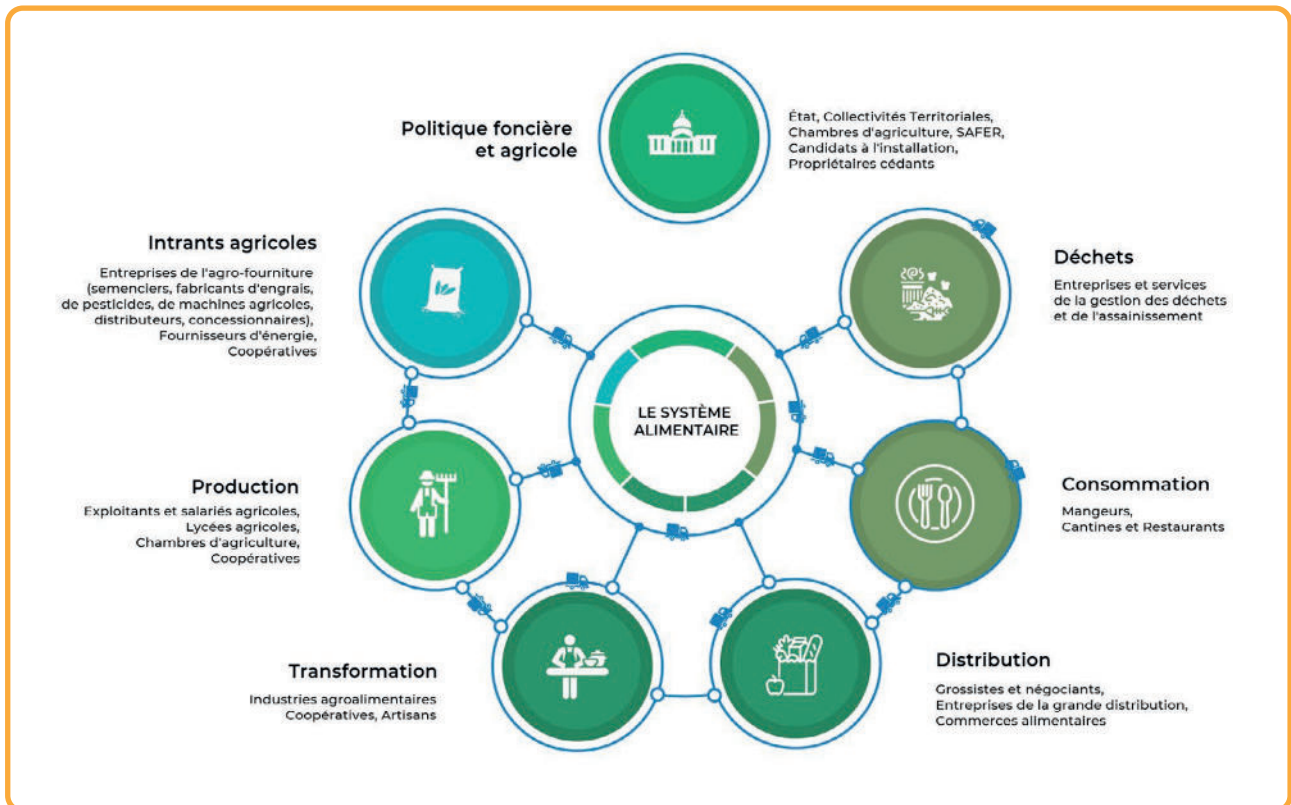 Politique foncière
et agricole
État, Collectivités Territoriales,
Chambres d'agriculture, SAFER,
Candidats à l'installation,
Propriétaires cédants
Intrants agricoles
Entreprises de l'agro-fourniture
(semenciers, fabricants d'engrais,
de pesticides, de machines agricoles,
distributeurs, concessionnaires),
Fournisseurs d'énergie,
Coopératives
Déchets
Entreprises et services
de la gestion des déchets
et de l'assainissement
LE SYSTÈME
ALIMENTAIRE
Production
Exploitants et salariés agricoles,
Lycées agricoles,
Chambres d'agriculture,
Coopératives
Consommation
Mangeurs,
Cantines et Restaurants
Transformation
Industries agroalimentaires
Coopératives, Artisans
Distribution
Grossistes et négociants,
Entreprises de la grande distribution,
Commerces alimentaires